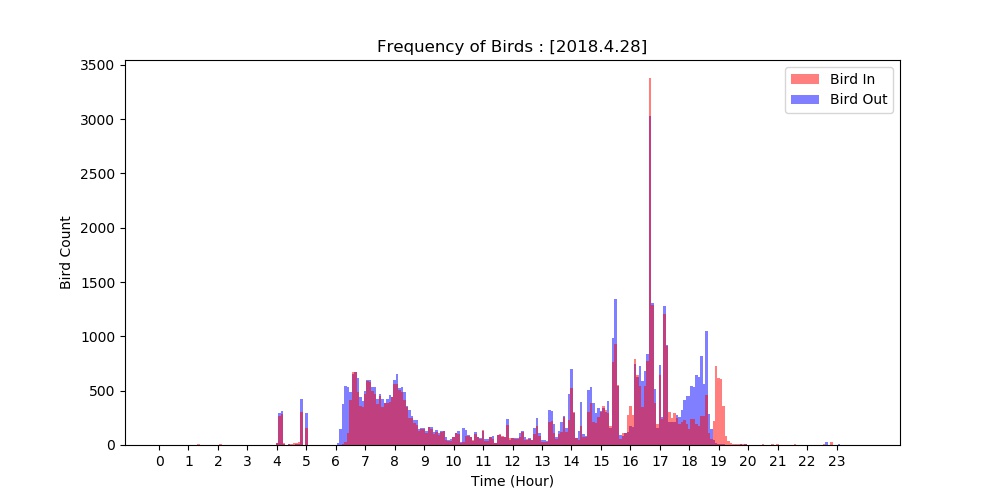 Frequency of Birds : [2018.4.28]
Bird In
Bird Out
Bird Count
3500
3000
2500
2000
1500
1000
500
0
0 1 2 3 4 5 6 7 8 9 10 11 12 13 14 15 16 17 18 19 20 21 22 23
Time (Hour)